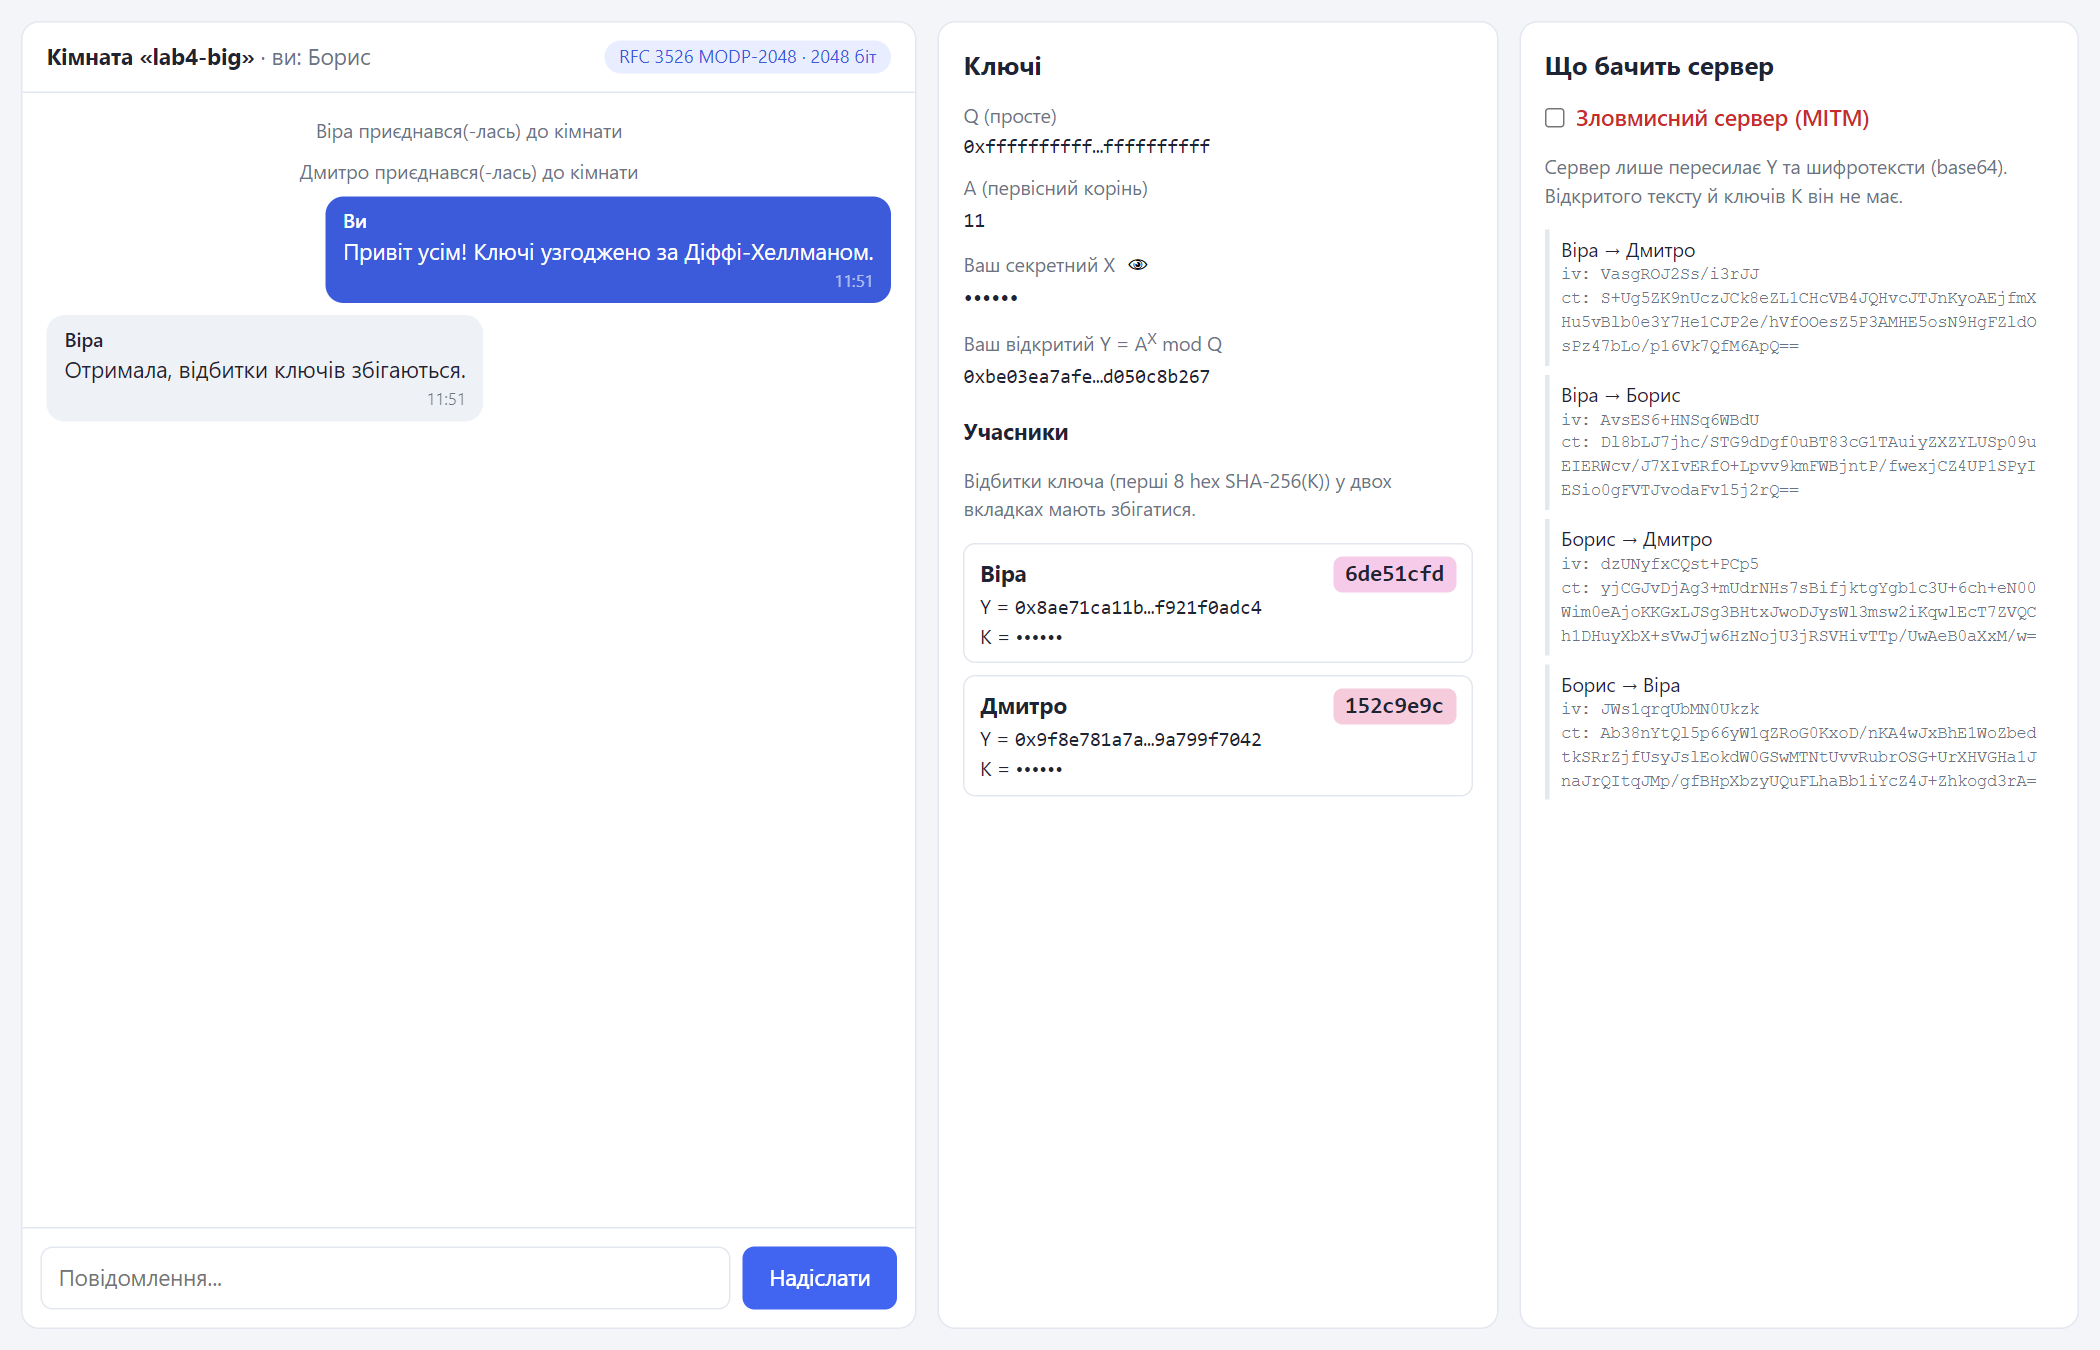 Кімната «lab4-big» · ви: Борис
RFC 3526 MODP-2048 · 2048 біт
Віра приєднався(-лась) до кімнати
Дмитро приєднався(-лась) до кімнати
Ви
Привіт усім! Ключі узгоджено за Діффі-Хеллманом.
11:51
Віра
Отримала, відбитки ключів збігаються.
11:51
Повідомлення...
Надіслати
Ключі
Q (просте)
0xffffffffff…ffffffffff
A (первісний корінь)
11
Ваш секретний X
••••••
Ваш відкритий Y = A^X mod Q
0xbe03ea7afe…d050c8b267
Учасники
Відбитки ключа (перші 8 hex SHA-256(K)) у двох
вкладках мають збігатися.
Віра
6de51cfd
Y = 0x8ae71ca11b…f921f0adc4
K = ••••••
Дмитро
152c9e9c
Y = 0x9f8e781a7a…9a799f7042
K = ••••••
Що бачить сервер
Зловмисний сервер (MITM)
Сервер лише пересилає Y та шифротексти (base64).
Відкритого тексту й ключів K він не має.
Віра → Дмитро
iv: VasgROJ2Ss/i3rJJ
ct: S+Ug5ZK9nUczJCk8eZL1CHcVB4JQHvcJTJnKyoAEjfmX
Hu5vBlb0e3Y7He1CJP2e/hVfOOesZ5P3AMHE5osN9HgFZldO
sPz47bLo/p16Vk7QfM6ApQ==
Віра → Борис
iv: AvsES6+HNSq6WBdU
ct: Dl8bLJ7jhc/STG9dDgf0uBT83cG1TAuiyZXZYLUSp09u
EIERWcv/J7XIvERfO+Lpvv9kmFWBjntP/fwexjCZ4UP1SPyI
ESio0gFVTJvodaFv15j2rQ==
Борис → Дмитро
iv: dzUNyfxCQst+PCp5
ct: yjCGJvDjAg3+mUdrNHs7sBifjktgYgb1c3U+6ch+eN00
Wim0eAjoKKGxLJSg3BHtxJwoDJysWl3msw2iKqwlEcT7ZVQC
h1DHuyXbX+sVwJjw6HzNojU3jRSVHivTTp/UwAeB0aXxM/w=
Борис → Віра
iv: JWs1qrqUbMN0Ukzk
ct: Ab38nYtQl5p66yW1qZRoG0KxoD/nKA4wJxBhE1WoZbed
tkSRrZjfUsyJslEokdW0GSwMTNtUvvRubrOSG+UrXHVGHa1J
naJrQItqJMp/gfBHpXbzyUQuFLhaBb1iYcZ4J+Zhkogd3rA=